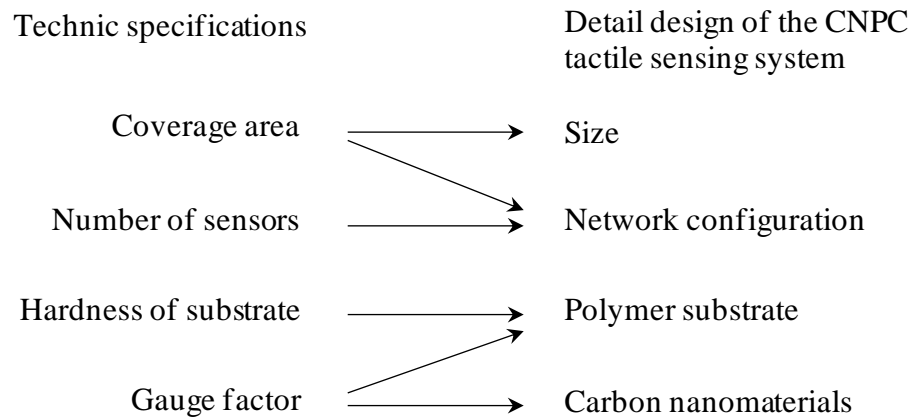 Technic specifications
Detail design of the CNPC
tactile sensing system
Coverage area
Size
Number of sensors
Network configuration
Hardness of substrate
Polymer substrate
Gauge factor
Carbon nanomaterials